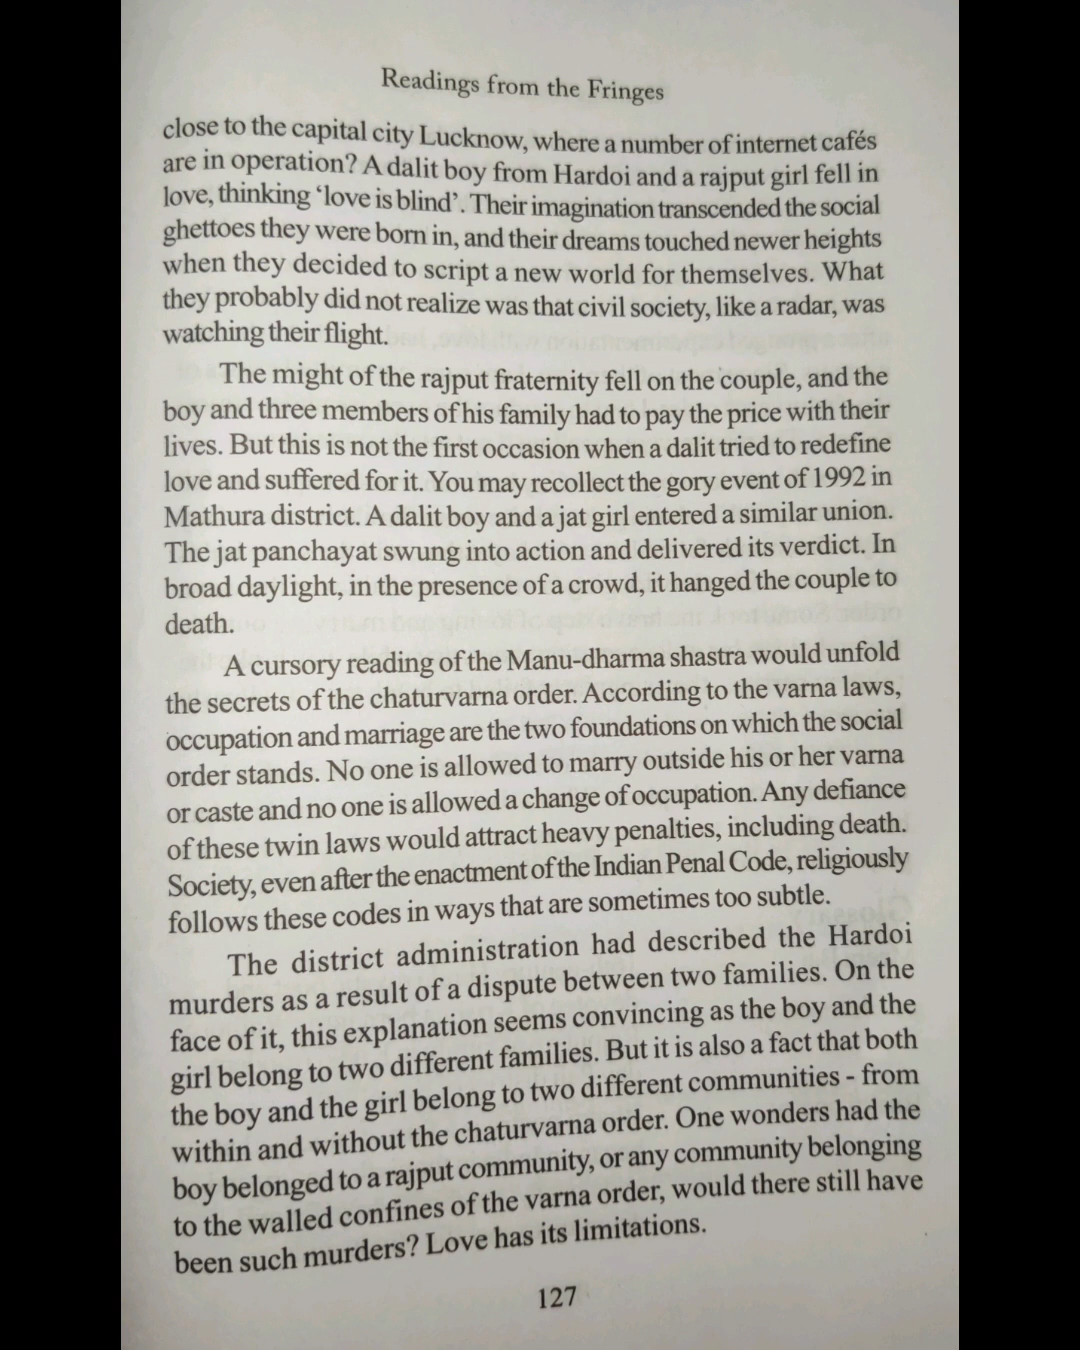 Readings from the Fringes
close to the capital city Lucknow, where a number of internet cafés
are in operation? A dalit boy from Hardoi and a rajput girl fell in
love, thinking ‘love is blind’. Their imagination transcended the social
ghettoes they were born in, and their dreams touched newer heights
when they decided to script a new world for themselves. What
they probably did not realize was that civil society, like a radar, was
watching their flight.
The might of the rajput fraternity fell on the couple, and the
boy and three members of his family had to pay the price with their
lives. But this is not the first occasion when a dalit tried to redefine
love and suffered for it. You may recollect the gory event of 1992 in
Mathura district. A dalit boy and a jat girl entered a similar union.
The jat panchayat swung into action and delivered its verdict. In
broad daylight, in the presence of a crowd, it hanged the couple to
death.
A cursory reading of the Manu-dharma shastra would unfold
the secrets of the chaturvarna order. According to the varna laws,
occupation and marriage are the two foundations on which the social
order stands. No one is allowed to marry outside his or her varna
or caste and no one is allowed a change of occupation. Any defiance
of these twin laws would attract heavy penalties, including death.
Society, even after the enactment of the Indian Penal Code, religiously
follows these codes in ways that are sometimes too subtle.
The district administration had described the Hardoi
murders as a result of a dispute between two families. On the
face of it, this explanation seems convincing as the boy and the
girl belong to two different families. But it is also a fact that both
the boy and the girl belong to two different communities - from
within and without the chaturvarna order. One wonders had the
boy belonged to a rajput community, or any community belonging
to the walled confines of the varna order, would there still have
been such murders? Love has its limitations.
127